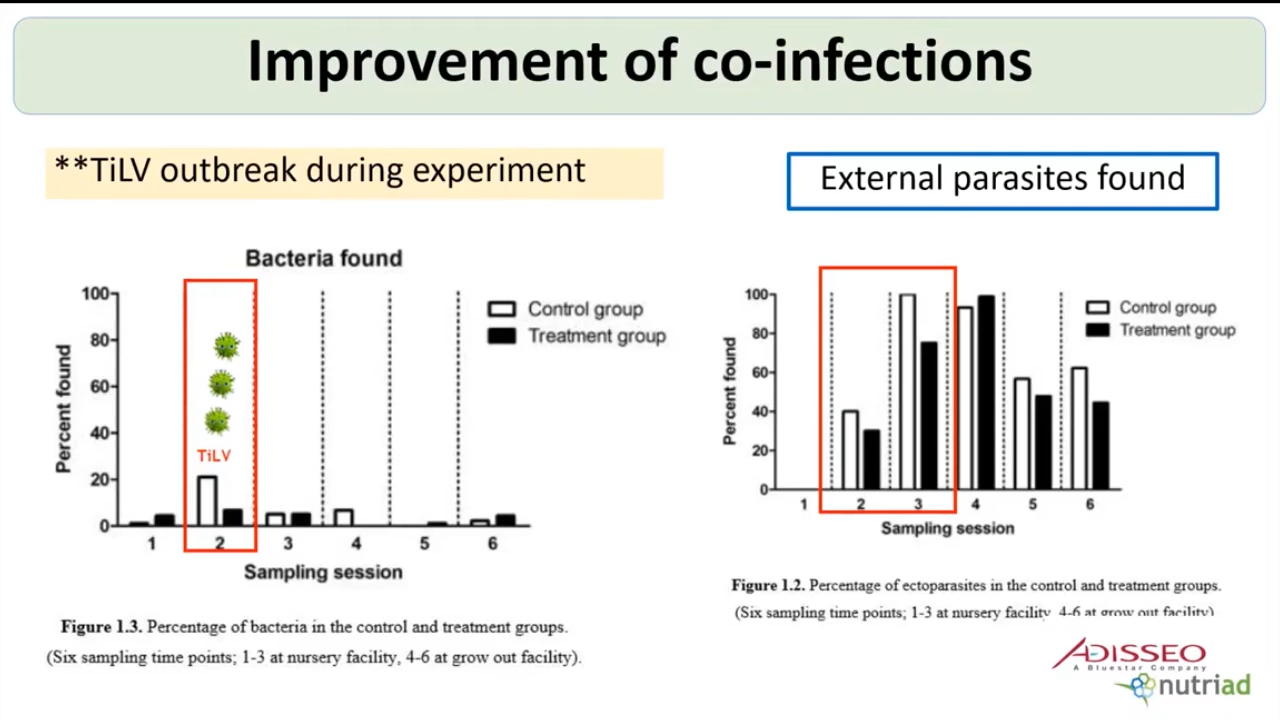 Improvement of co-infections
**TiLV outbreak during experiment
External parasites found
Bacteria found
Percent found
100
80
60
40
20
0
TiLV
Control group
Treatment group
1 2 3 4 5 6
Sampling session
Figure 1.3. Percentage of bacteria in the control and treatment groups.
(Six sampling time points; 1-3 at nursery facility, 4-6 at grow out facility).
Percent found
100
80
60
40
20
0
Control group
Treatment group
1 2 3 4 5 6
Sampling session
Figure 1.2. Percentage of ectoparasites in the control and treatment groups.
(Six sampling time points; 1-3 at nursery facility, 4-6 at grow out facility)
ADISSEO
A Bluestar Company
nutriad